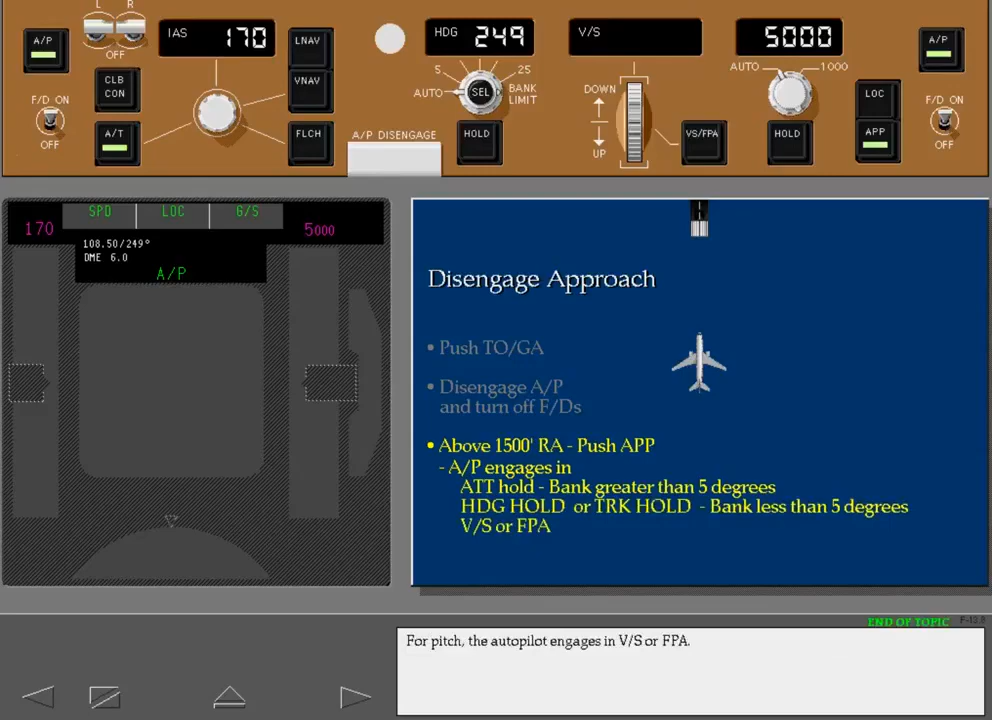 L R
A/P
IAS 170
LNAV
HDG 249
V/S
5000
A/P
OFF
CLB
CON
VNAV
5
25
AUTO
SEL
BANK
LIMIT
DOWN
AUTO
1000
LOC
F/D ON
OFF
A/T
FLCH
A/P DISENGAGE
HOLD
UP
VS/FPA
HOLD
APP
F/D ON
OFF
SPD LOC G/S
170
5000
108.50/249°
DME 6.0
A/P
Disengage Approach
• Push TO/GA
• Disengage A/P
and turn off F/Ds
• Above 1500' RA - Push APP
- A/P engages in
ATT hold - Bank greater than 5 degrees
HDG HOLD or TRK HOLD - Bank less than 5 degrees
V/S or FPA
END OF TOPIC
For pitch, the autopilot engages in V/S or FPA.